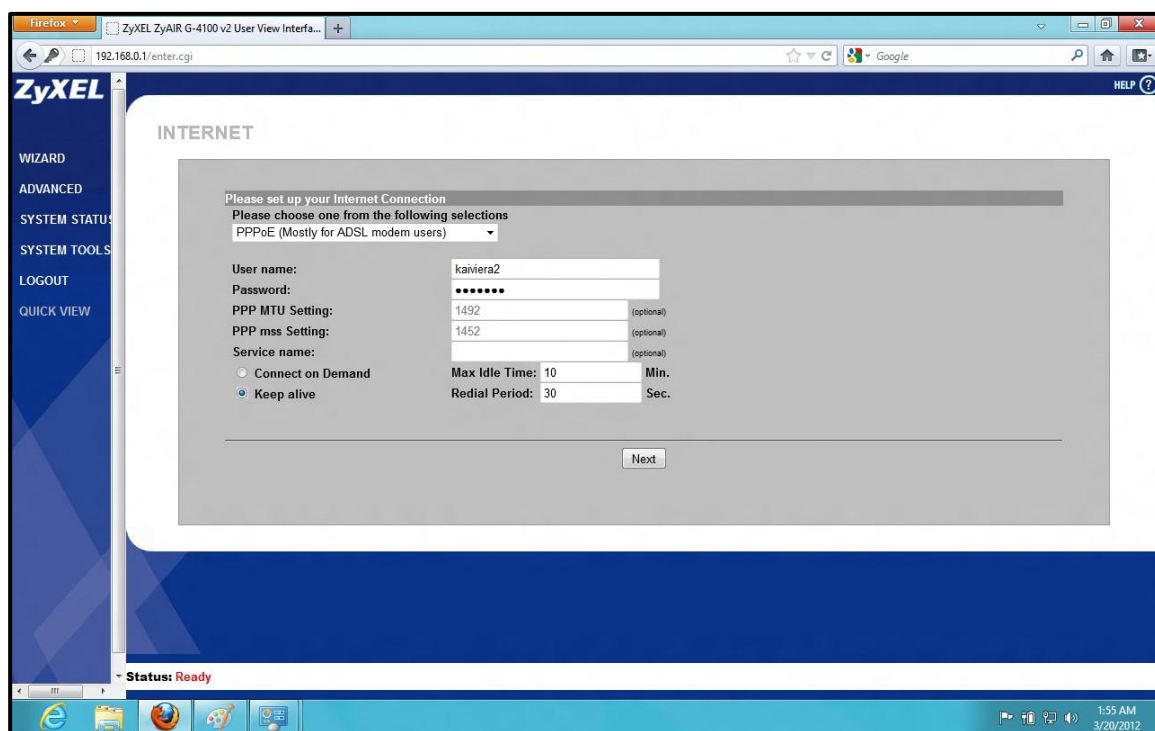 Firefox
ZyXEL ZyAIR G-4100 v2 User View Interfa...
192.168.0.1/enter.cgi
Google
ZyXEL
HELP
INTERNET
WIZARD
ADVANCED
SYSTEM STATUS
SYSTEM TOOLS
LOGOUT
QUICK VIEW
Please set up your Internet Connection
Please choose one from the following selections
PPPoE (Mostly for ADSL modem users)
User name: kaiviera2
Password: •••••••
PPP MTU Setting: 1492 (optional)
PPP mss Setting: 1452 (optional)
Service name: (optional)
Connect on Demand Max Idle Time: 10 Min.
Keep alive Redial Period: 30 Sec.
Next
Status: Ready
1:55 AM
3/20/2012